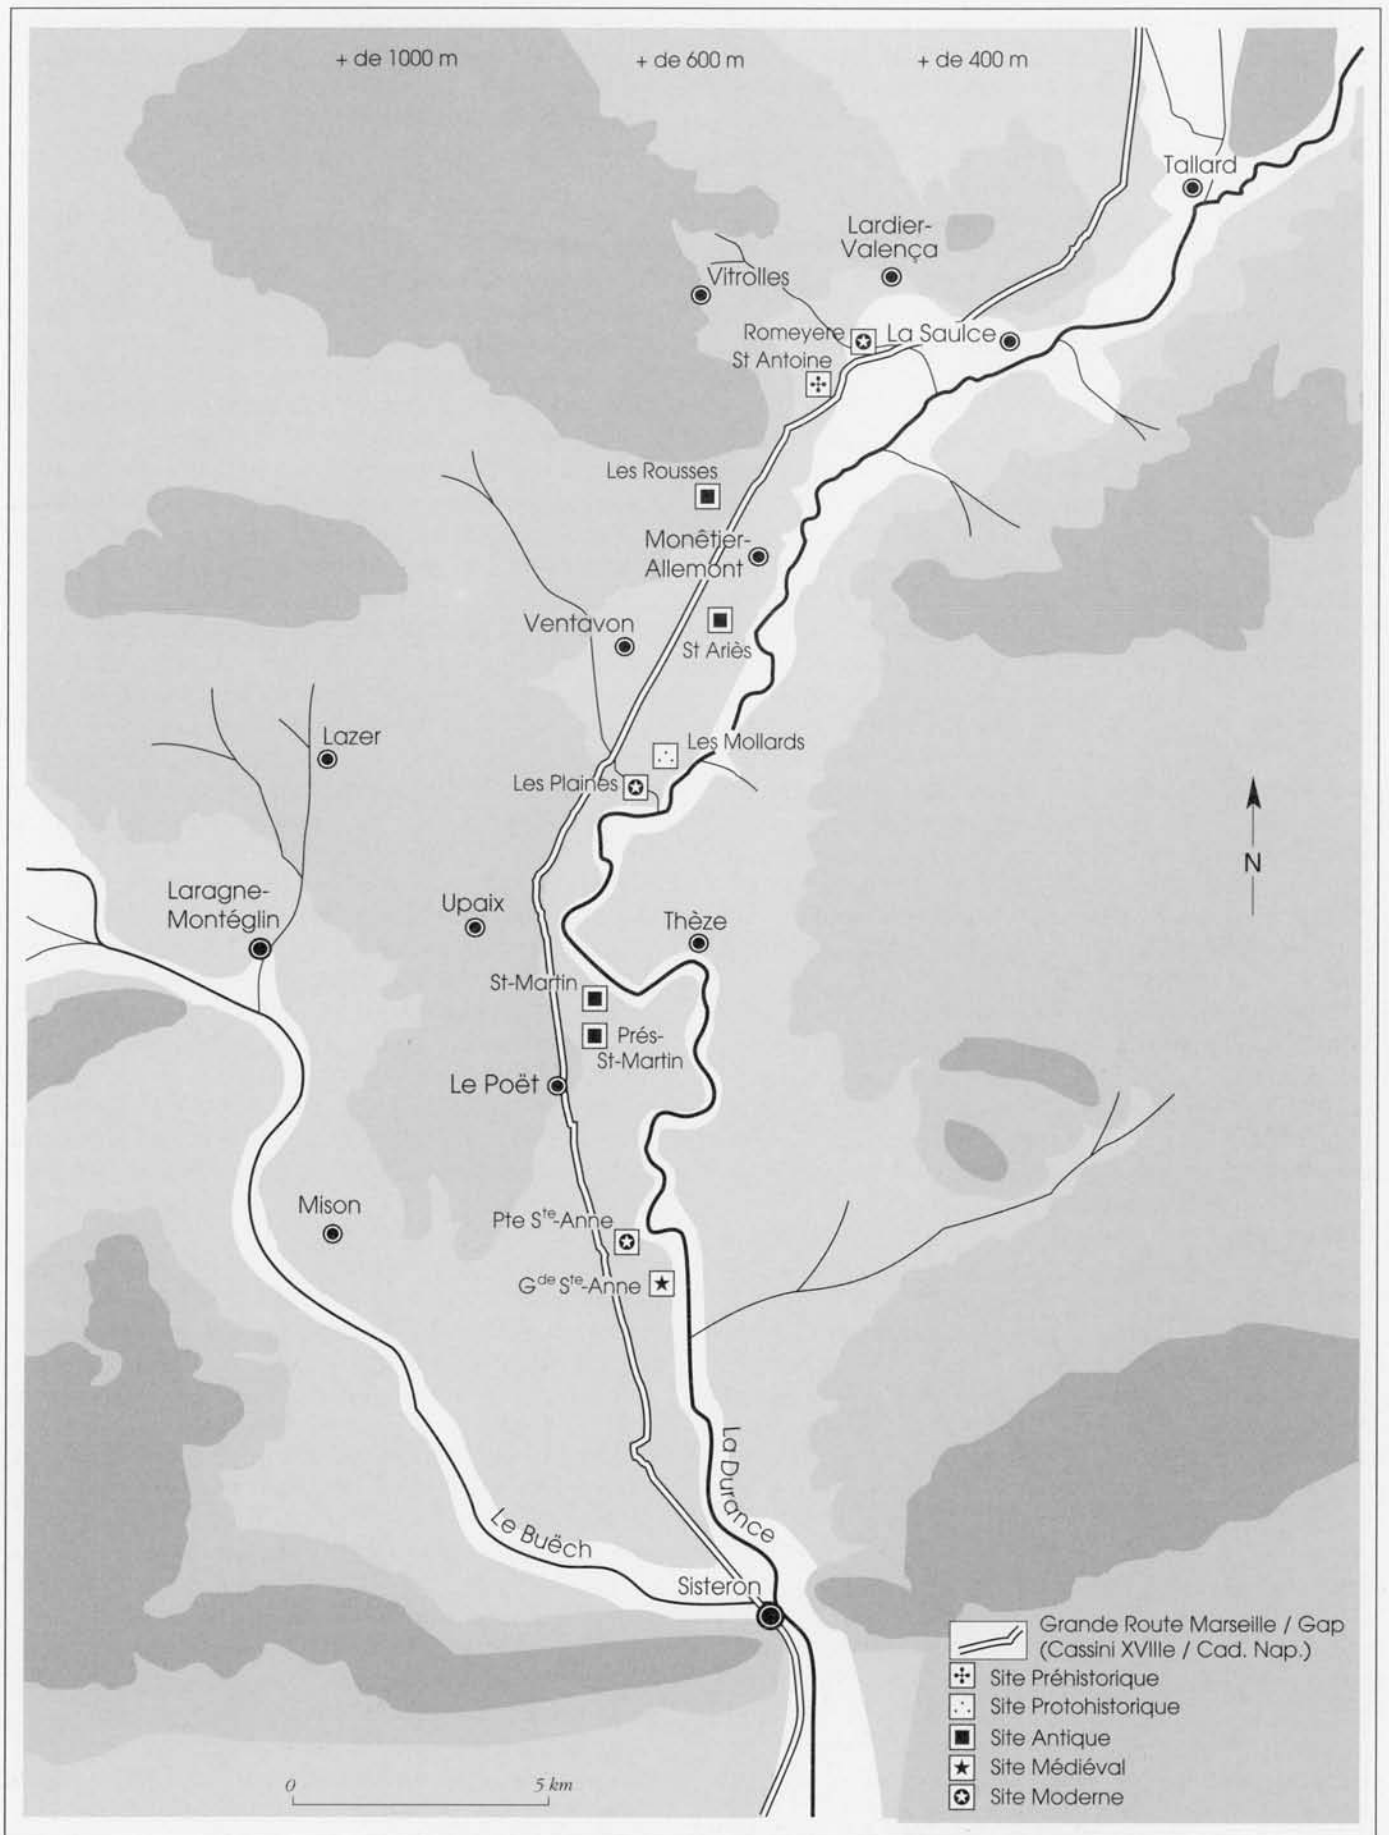 + de 1000 m
+ de 600 m
+ de 400 m
Tallard
Lardier-
Valença
Vitrolles
Romeyère
La Saulce
St Antoine
Les Rousses
Monêtier-
Allemont
Ventavon
St Ariès
Lazer
Les Mollards
Les Plaines
N
Laragne-
Montéglin
Upaix
Thèze
St-Martin
Prés-
St-Martin
Le Poët
Mison
Pte Ste-Anne
Gde Ste-Anne
La Durance
Le Buëch
Sisteron
Grande Route Marseille / Gap
(Cassini XVIIIe / Cad. Nap.)
Site Préhistorique
Site Protohistorique
Site Antique
Site Médiéval
Site Moderne
0
5 km